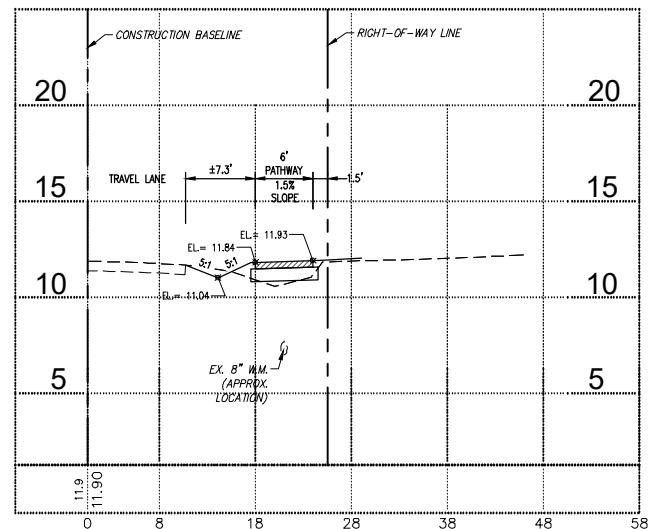 CONSTRUCTION BASELINE
RIGHT-OF-WAY LINE
20
20
6'
±7.3'
PATHWAY
TRAVEL LANE
1.5%
1.5'
SLOPE
15
15
EL.= 11.93
EL.= 11.84
5:1
5:1
EL.= 11.04
10
10
EX. 8" W.M.
(APPROX.
LOCATION)
5
5
11.9
11.90
0
8
18
28
38
48
58